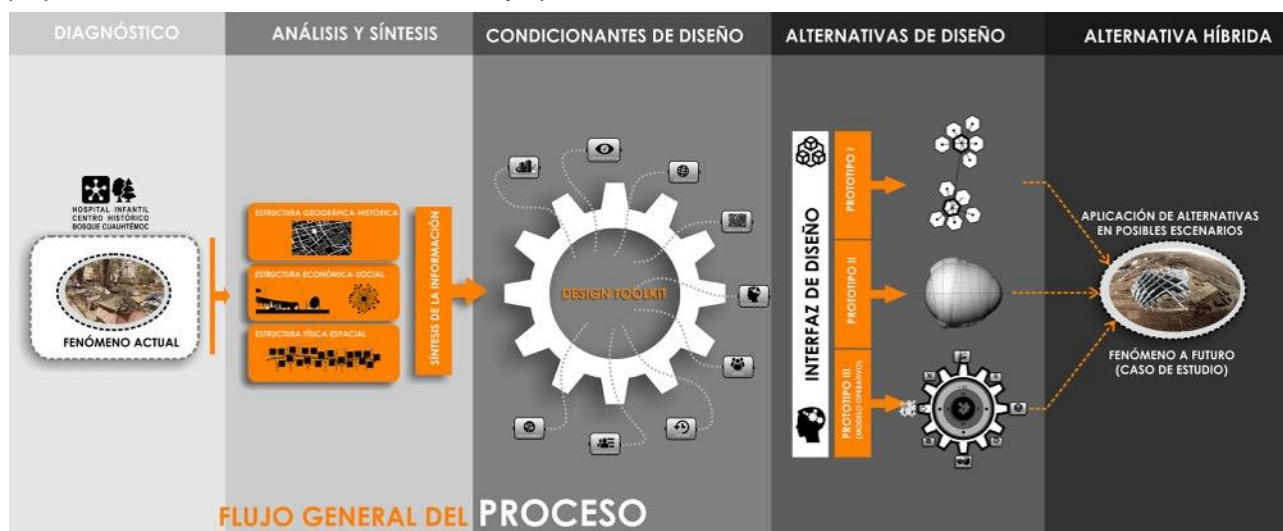 DIAGNÓSTICO
ANÁLISIS Y SÍNTESIS
CONDICIONANTES DE DISEÑO
ALTERNATIVAS DE DISEÑO
ALTERNATIVA HÍBRIDA
HOSPITAL INFANTIL
CENTRO HISTÓRICO
BOSQUE CUAUHTÉMOC
FENÓMENO ACTUAL
ESTRUCTURA GEOGRÁFICA-HISTÓRICA
ESTRUCTURA ECONÓMICA-SOCIAL
ESTRUCTURA FÍSICA-ESPACIAL
SÍNTESIS DE LA INFORMACIÓN
DESIGN TOOLKIT
INTERFAZ DE DISEÑO
PROTOTIPO I
PROTOTIPO II
PROTOTIPO III
(MODELO OPERATIVO)
APLICACIÓN DE ALTERNATIVAS
EN POSIBLES ESCENARIOS
FENÓMENO A FUTURO
(CASO DE ESTUDIO)
FLUJO GENERAL DEL PROCESO